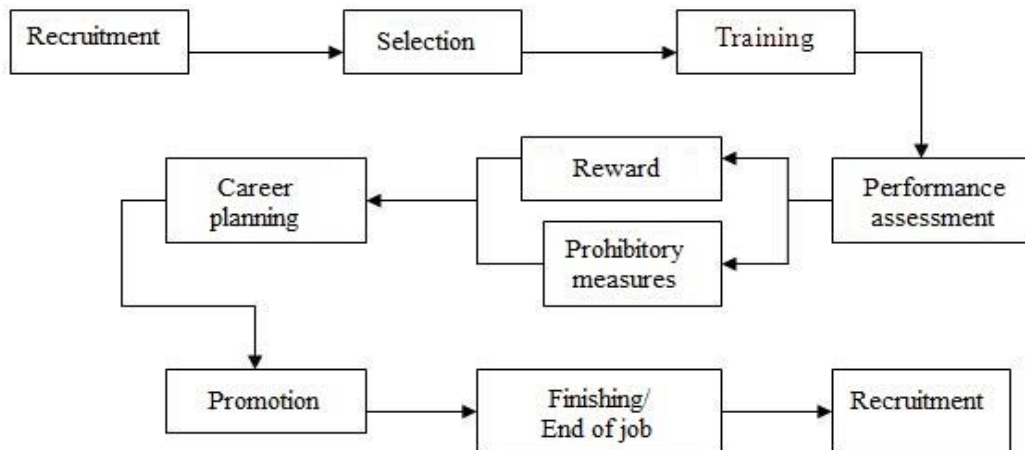 Recruitment
Selection
Training
Performance
assessment
Reward
Prohibitory
measures
Career
planning
Promotion
Finishing/
End of job
Recruitment